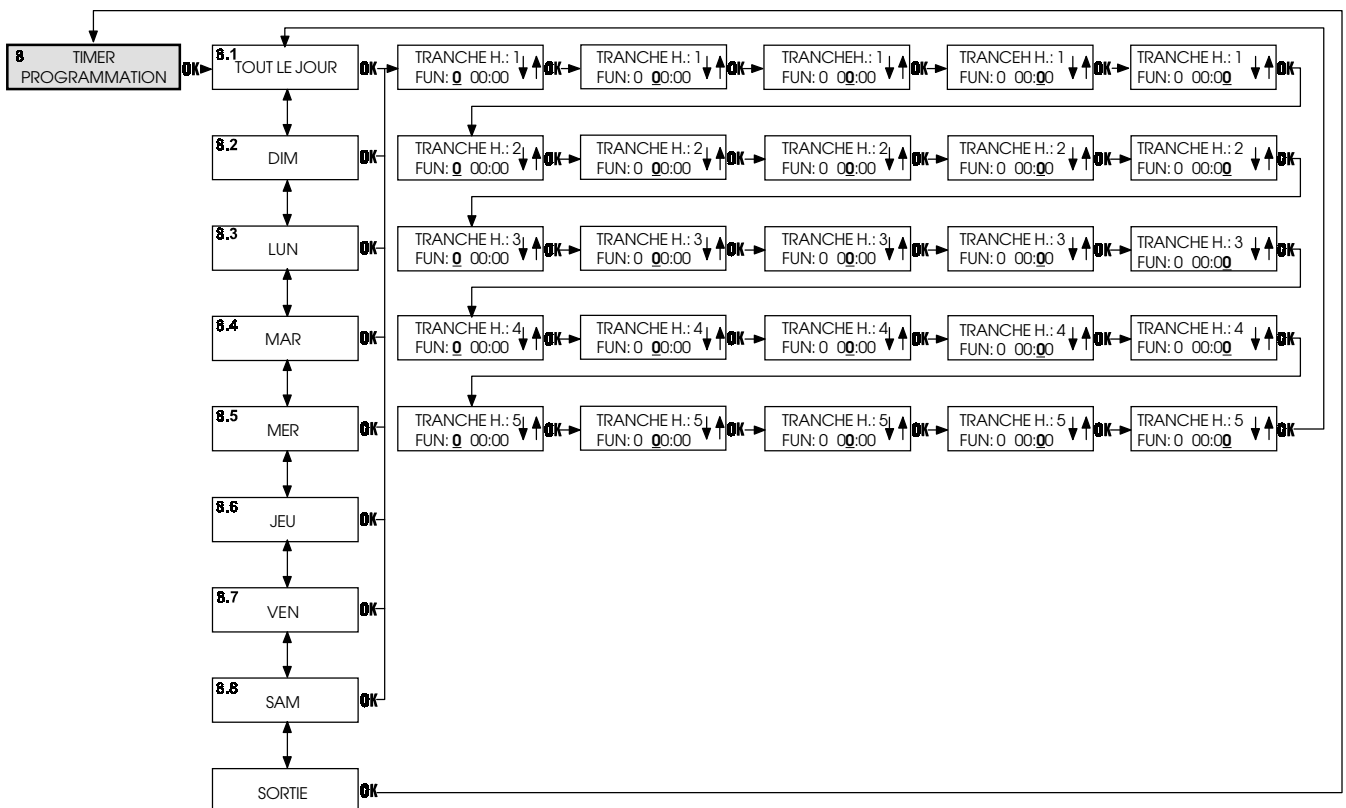 8
TIMER
PROGRAMMATION
OK
8.1
TOUT LE JOUR
OK
TRANCHE H.: 1
FUN: 0 00:00
OK
TRANCHE H.: 1
FUN: 0 00:00
OK
TRANCHEH.: 1
FUN: 0 00:00
OK
TRANCEH H.: 1
FUN: 0 00:00
OK
TRANCHE H.: 1
FUN: 0 00:00
OK
8.2
DIM
OK
TRANCHE H.: 2
FUN: 0 00:00
OK
TRANCHE H.: 2
FUN: 0 00:00
OK
TRANCHE H.: 2
FUN: 0 00:00
OK
TRANCHE H.: 2
FUN: 0 00:00
OK
TRANCHE H.: 2
FUN: 0 00:00
OK
8.3
LUN
OK
TRANCHE H.: 3
FUN: 0 00:00
OK
TRANCHE H.: 3
FUN: 0 00:00
OK
TRANCHE H.: 3
FUN: 0 00:00
OK
TRANCHE H.: 3
FUN: 0 00:00
OK
TRANCHE H.: 3
FUN: 0 00:00
OK
8.4
MAR
OK
TRANCHE H.: 4
FUN: 0 00:00
OK
TRANCHE H.: 4
FUN: 0 00:00
OK
TRANCHE H.: 4
FUN: 0 00:00
OK
TRANCHE H.: 4
FUN: 0 00:00
OK
TRANCHE H.: 4
FUN: 0 00:00
OK
8.5
MER
OK
TRANCHE H.: 5
FUN: 0 00:00
OK
TRANCHE H.: 5
FUN: 0 00:00
OK
TRANCHE H.: 5
FUN: 0 00:00
OK
TRANCHE H.: 5
FUN: 0 00:00
OK
TRANCHE H.: 5
FUN: 0 00:00
OK
8.6
JEU
OK
8.7
VEN
OK
8.8
SAM
OK
SORTIE
OK